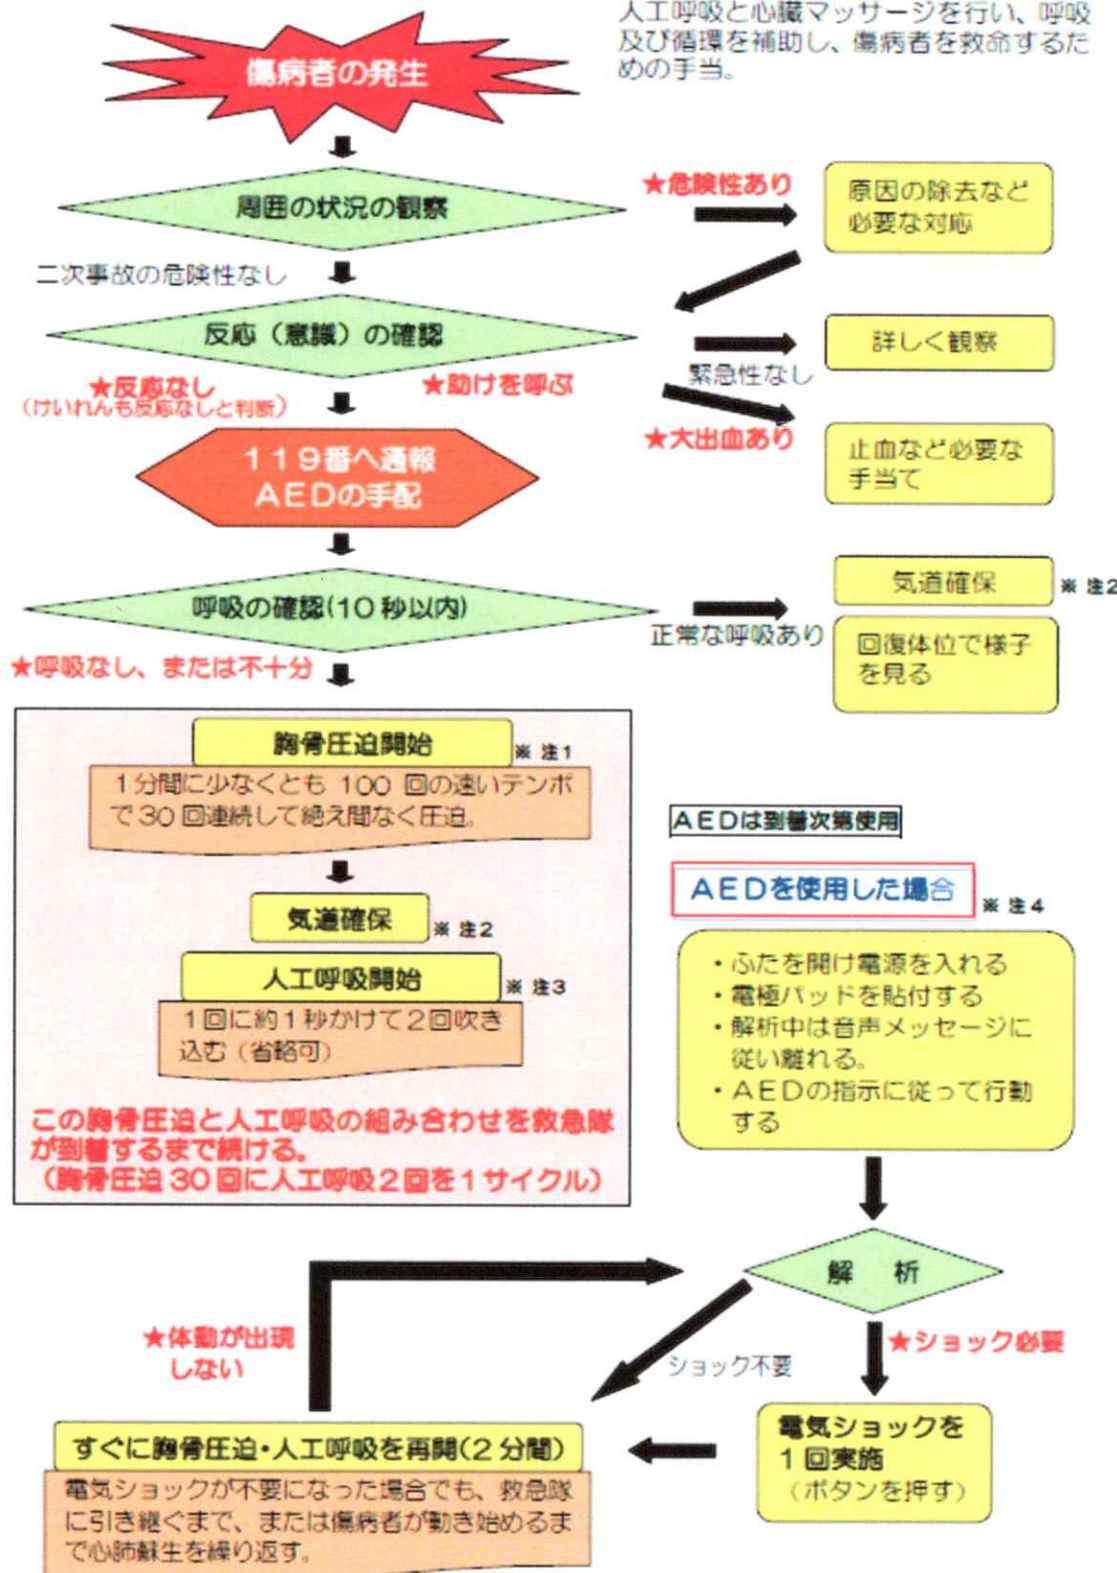 人工呼吸と心臓マッサージを行い、呼吸
及び循環を補助し、傷病者を救命するた
めの手当。
傷病者の発生
周囲の状況の観察
★危険性あり
原因の除去など
必要な対応
二次事故の危険性なし
反応（意識）の確認
詳しく観察
緊急性なし
★反応なし
（けいれんも反応なしと判断）
★助けを呼ぶ
★大出血あり
止血など必要な
手当て
119番へ通報
AEDの手配
呼吸の確認(10秒以内)
正常な呼吸あり
気道確保
※ 注2
回復体位で様子
を見る
★呼吸なし、または不十分
胸骨圧迫開始
※ 注1
1分間に少なくとも 100 回の速いテンポ
で30回連続して絶え間なく圧迫。
気道確保
※ 注2
人工呼吸開始
※ 注3
1回に約1秒かけて2回吹き
込む（省略可）
この胸骨圧迫と人工呼吸の組み合わせを救急隊
が到着するまで続ける。
（胸骨圧迫30回に人工呼吸2回を1サイクル）
AEDは到着次第使用
AEDを使用した場合
※ 注4
・ふたを開け電源を入れる
・電極パッドを貼付する
・解析中は音声メッセージに
従い離れる。
・AEDの指示に従って行動
する
解 析
★体動が出現
しない
ショック不要
★ショック必要
電気ショックを
1回実施
（ボタンを押す）
すぐに胸骨圧迫・人工呼吸を再開(2分間)
電気ショックが不要になった場合でも、救急隊
に引き継ぐまで、または傷病者が動き始めるま
で心肺蘇生を繰り返す。